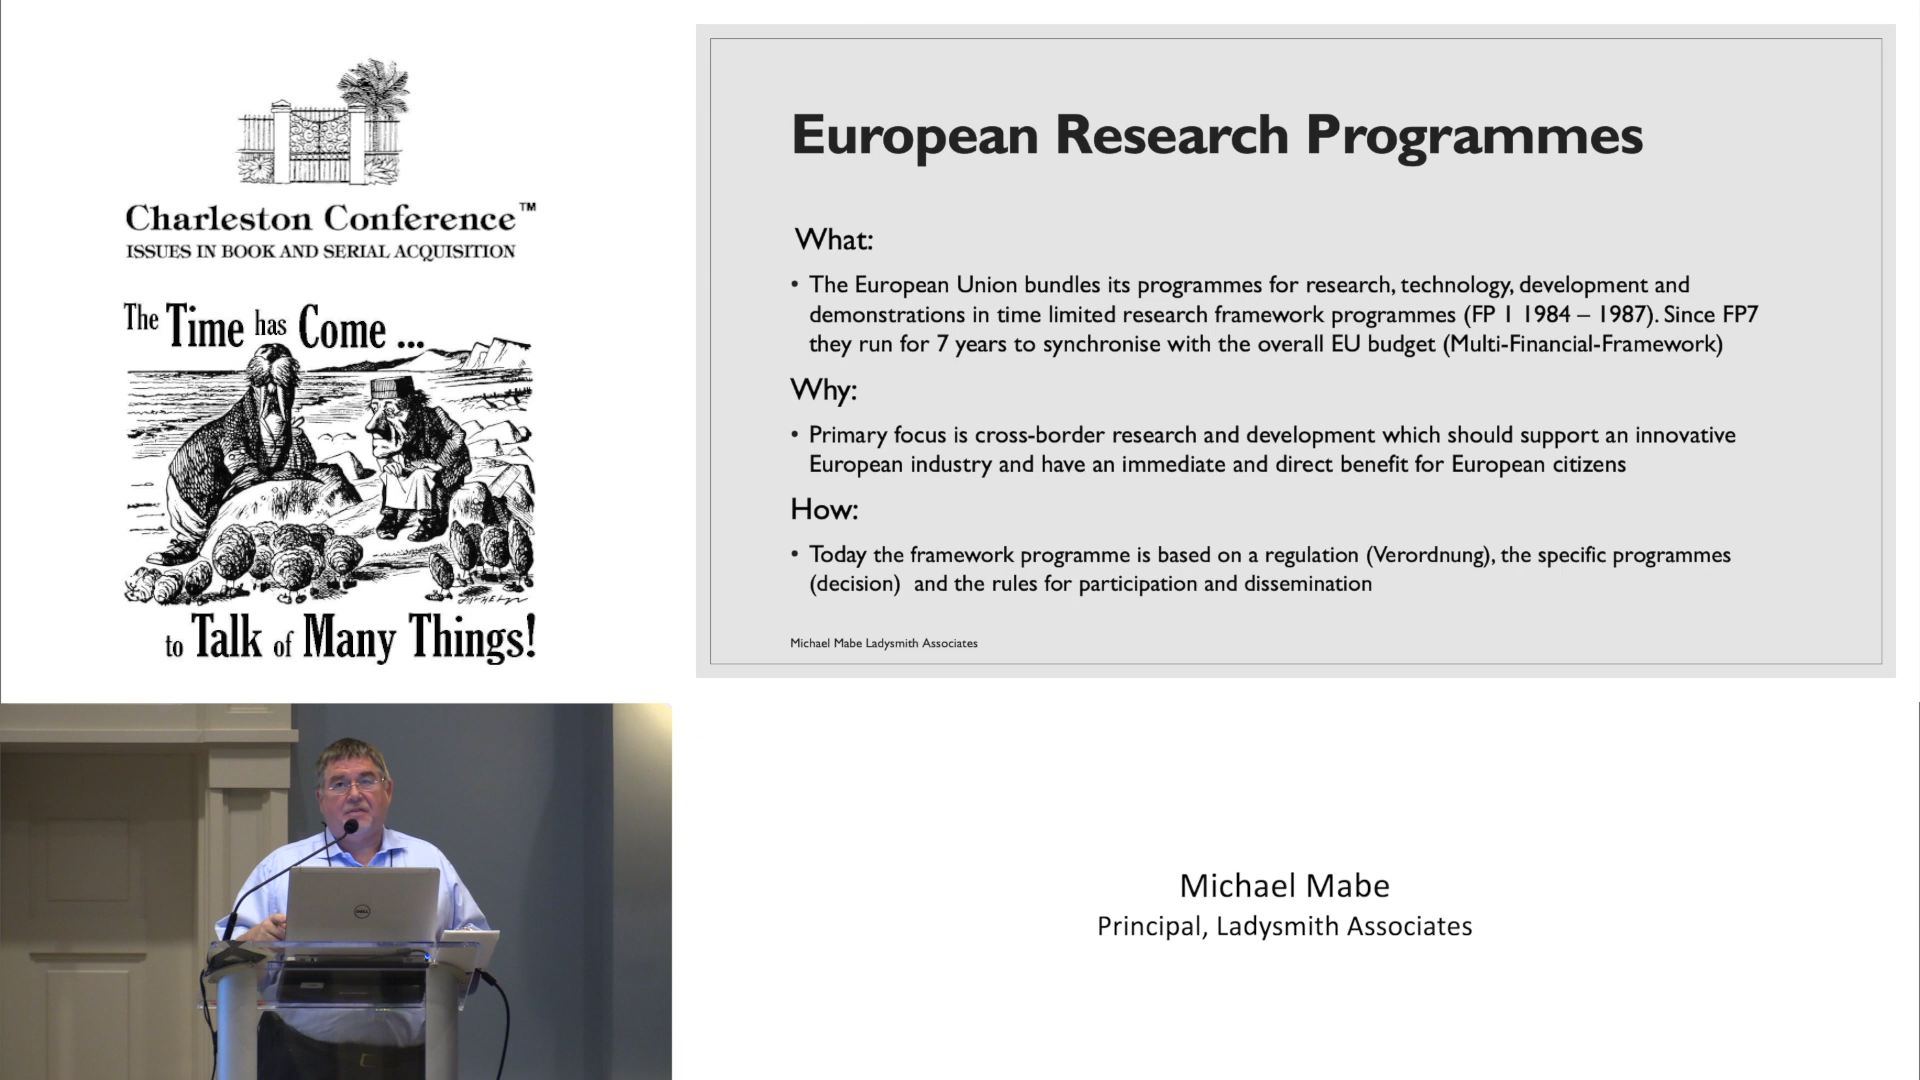 Charleston Conference™
ISSUES IN BOOK AND SERIAL ACQUISITION
The Time has Come ...
to Talk of Many Things!
European Research Programmes
What:
• The European Union bundles its programmes for research, technology, development and
demonstrations in time limited research framework programmes (FP 1 1984 – 1987). Since FP7
they run for 7 years to synchronise with the overall EU budget (Multi-Financial-Framework)
Why:
• Primary focus is cross-border research and development which should support an innovative
European industry and have an immediate and direct benefit for European citizens
How:
• Today the framework programme is based on a regulation (Verordnung), the specific programmes
(decision) and the rules for participation and dissemination
Michael Mabe Ladysmith Associates
DELL
Michael Mabe
Principal, Ladysmith Associates